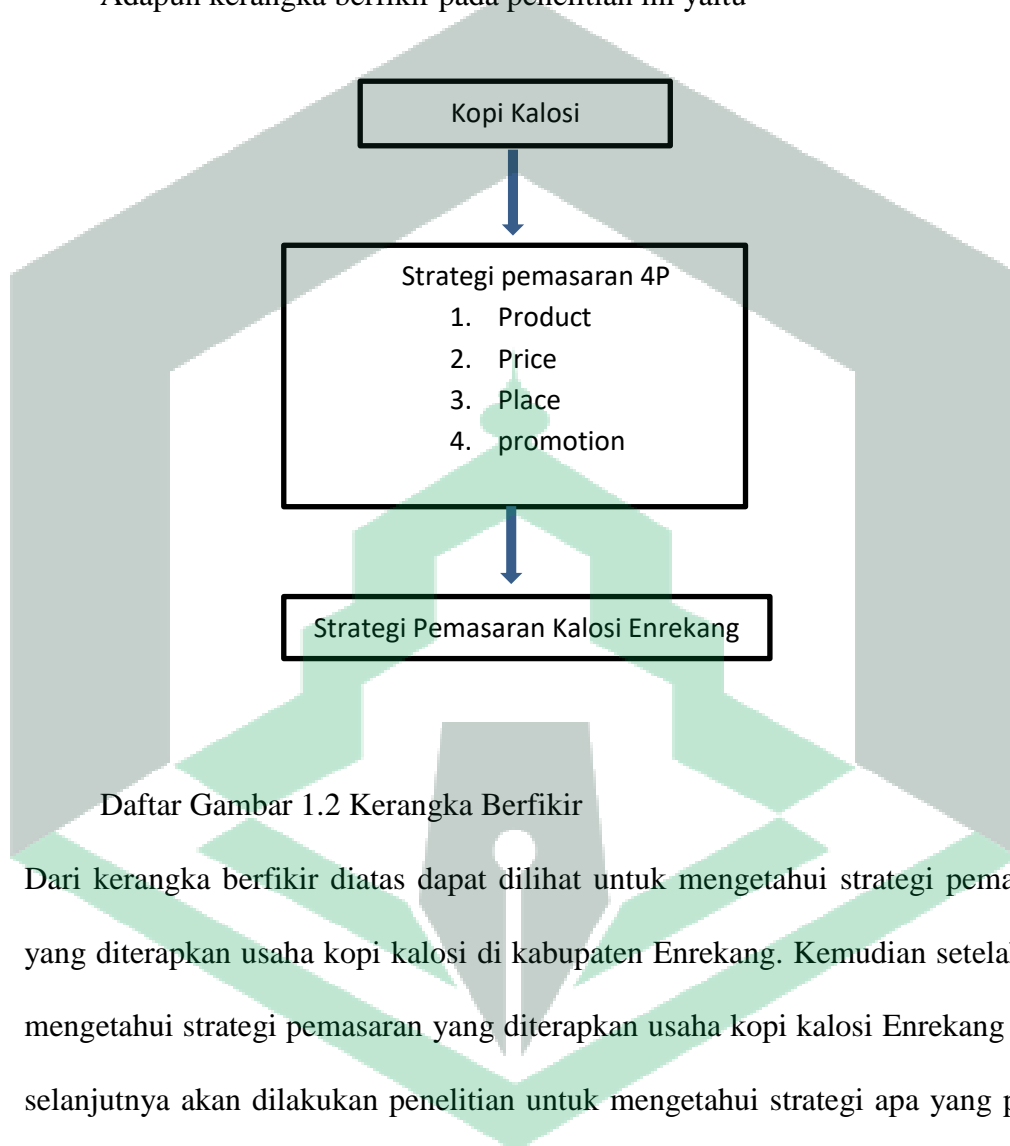 Adapun kerangka berfikir pada penelitian ini yaitu
Kopi Kalosi
Strategi pemasaran 4P
1. Product
2. Price
3. Place
4. promotion
Strategi Pemasaran Kalosi Enrekang
Daftar Gambar 1.2 Kerangka Berfikir
Dari kerangka berfikir diatas dapat dilihat untuk mengetahui strategi
yang diterapkan usaha kopi kalosi di kabupaten Enrekang. Kemudian
mengetahui strategi pemasaran yang diterapkan usaha kopi kalosi Enrekang
selanjutnya akan dilakukan penelitian untuk mengetahui strategi apa yang